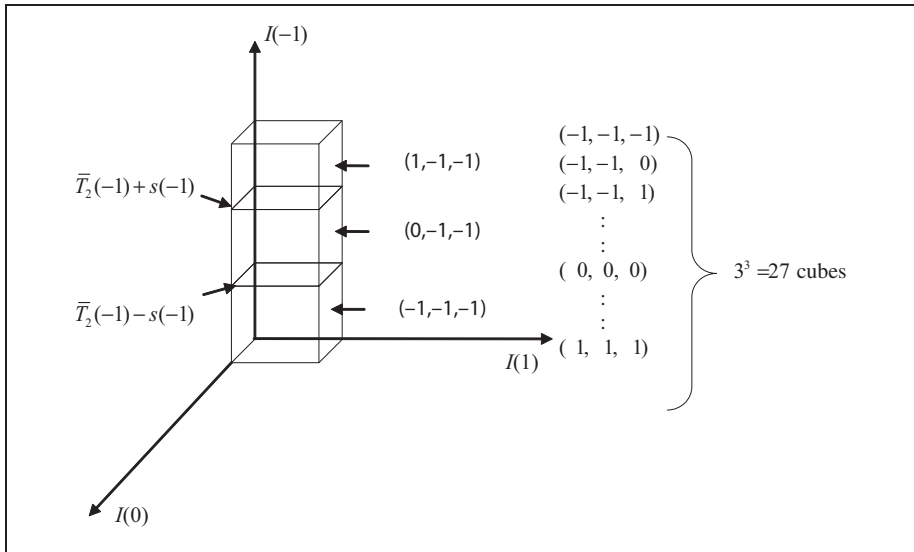 I(−1)
(−1, −1, −1)
(1,−1,−1)
(−1, −1, 0)
T̅₂(−1) + s(−1)
(−1, −1, 1)
⋮
(0,−1,−1)
( 0, 0, 0)
3³ =27 cubes
T̅₂(−1) − s(−1)
(−1,−1,−1)
⋮
( 1, 1, 1)
I(1)
I(0)